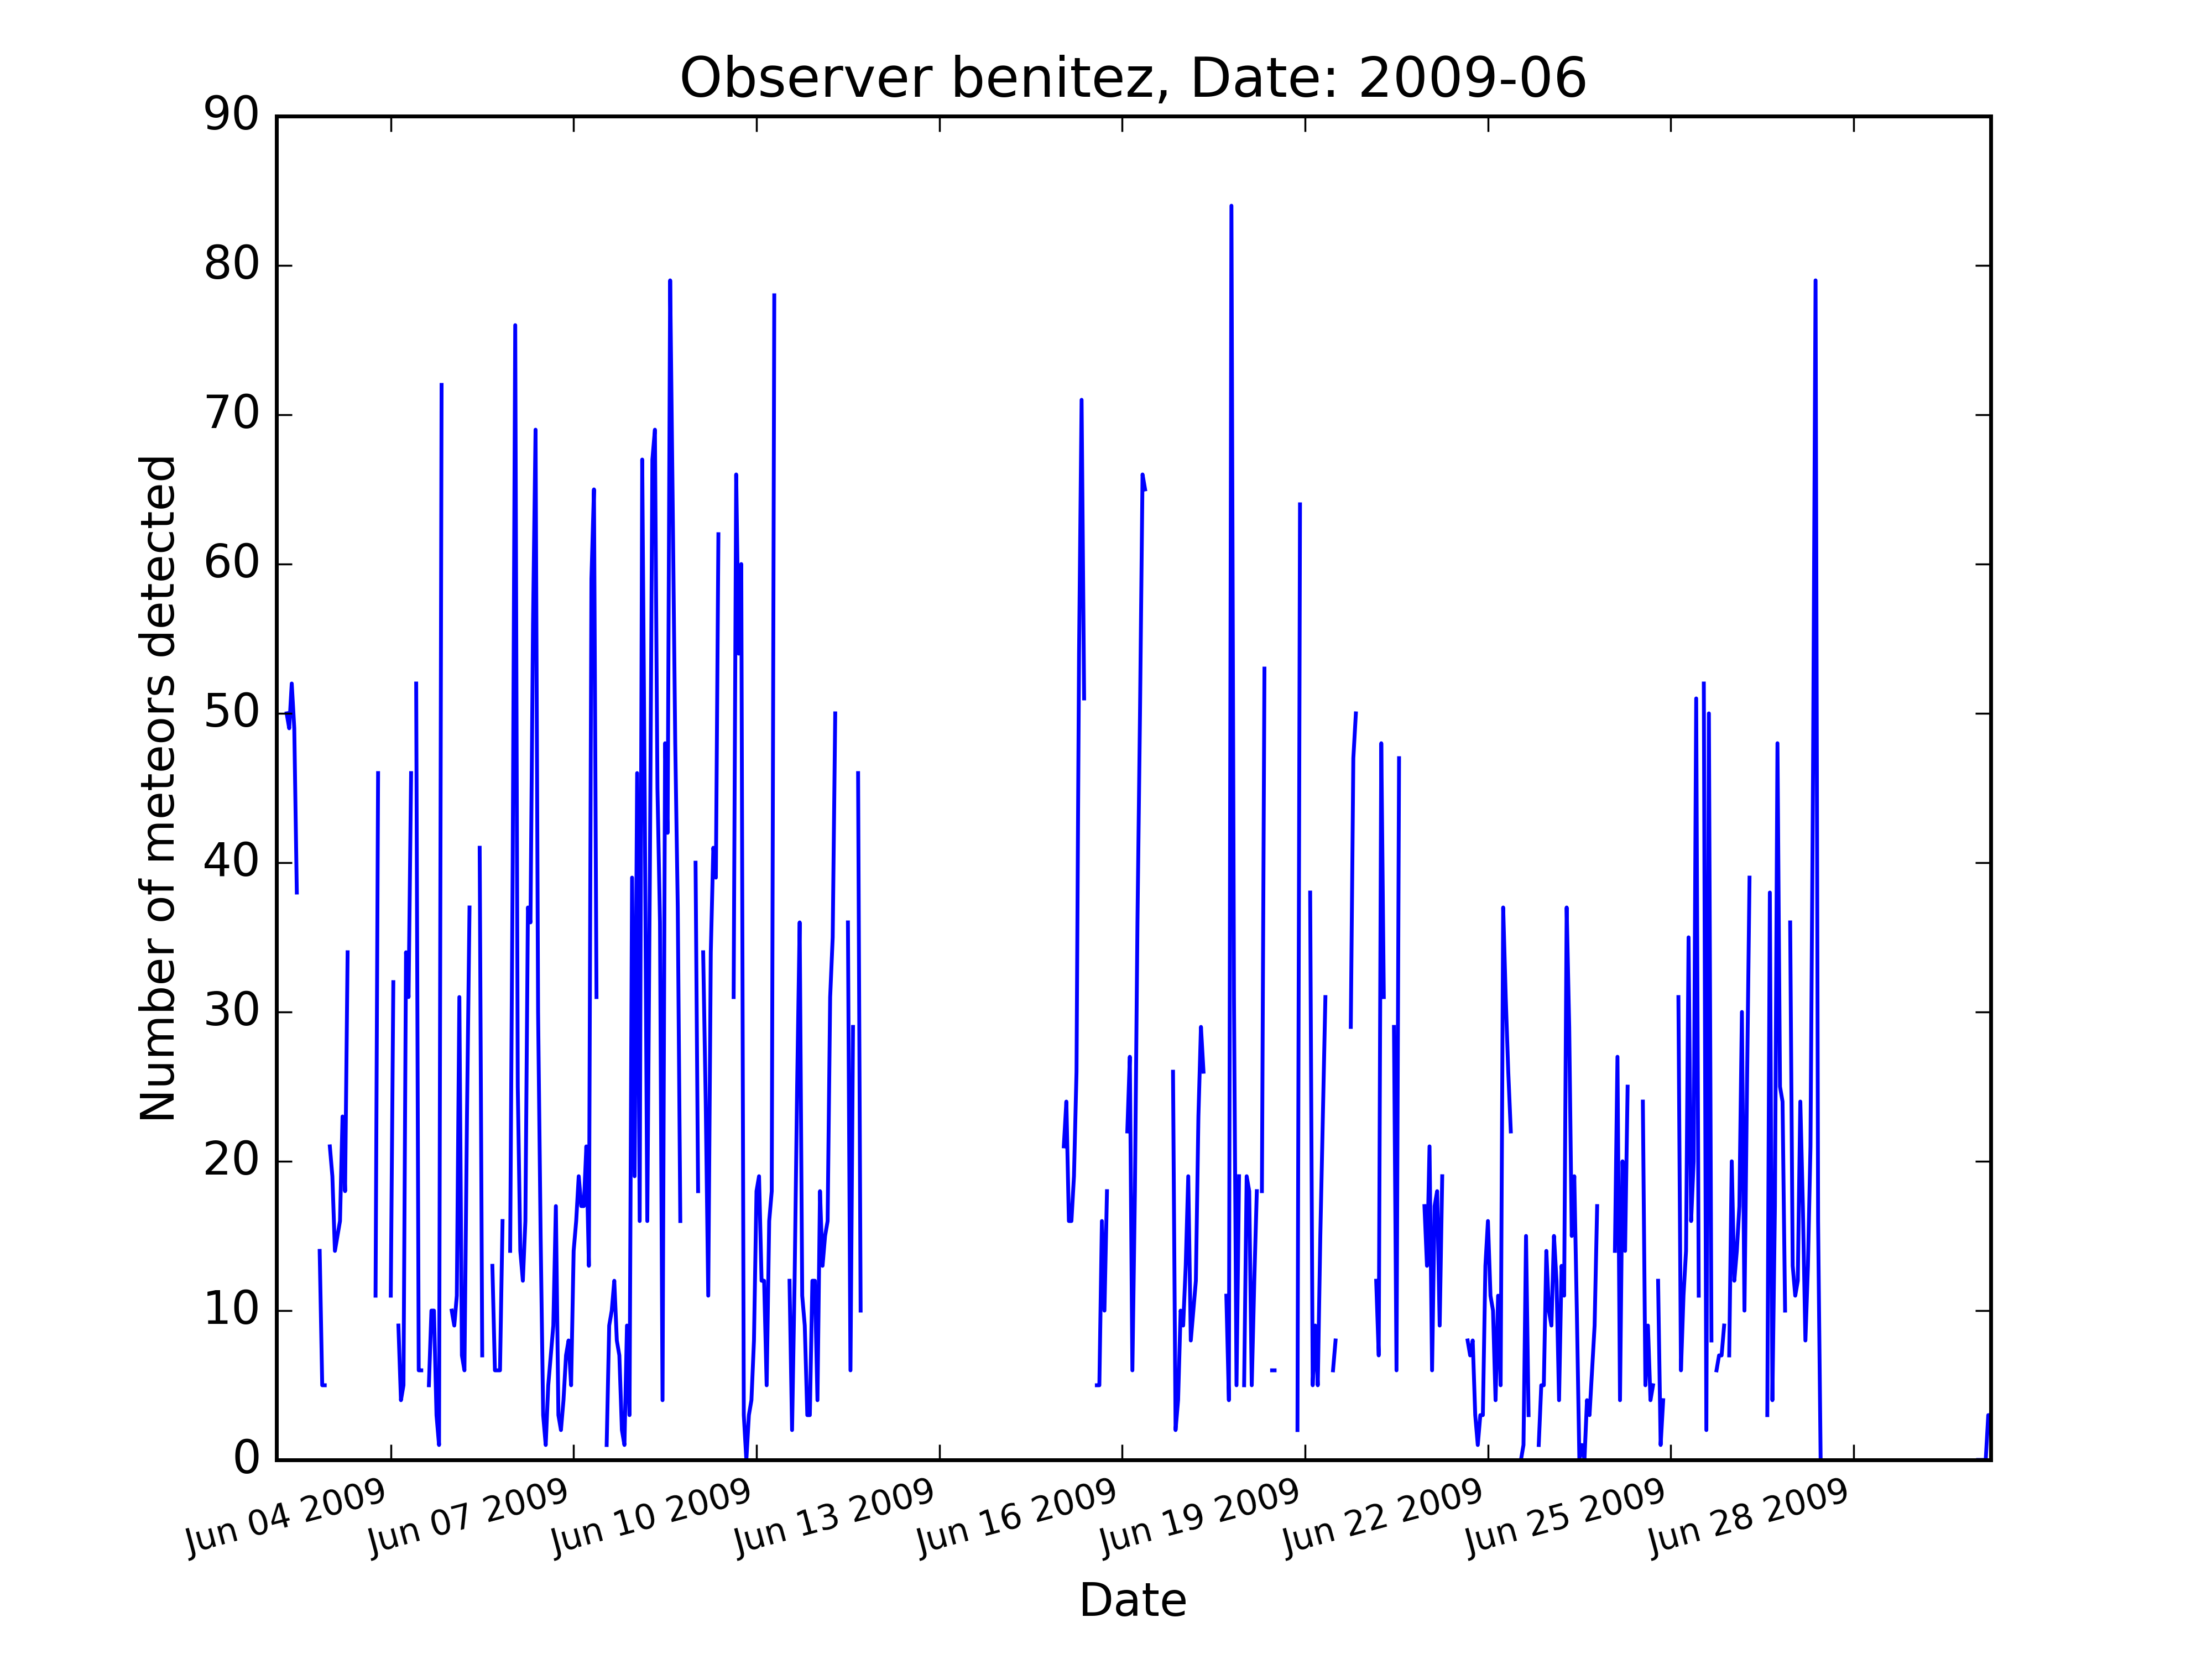 Observer benitez, Date: 2009-06
90
80
70
60
50
40
30
20
10
0
Number of meteors detected
Jun 04 2009
Jun 07 2009
Jun 10 2009
Jun 13 2009
Jun 16 2009
Jun 19 2009
Jun 22 2009
Jun 25 2009
Jun 28 2009
Date